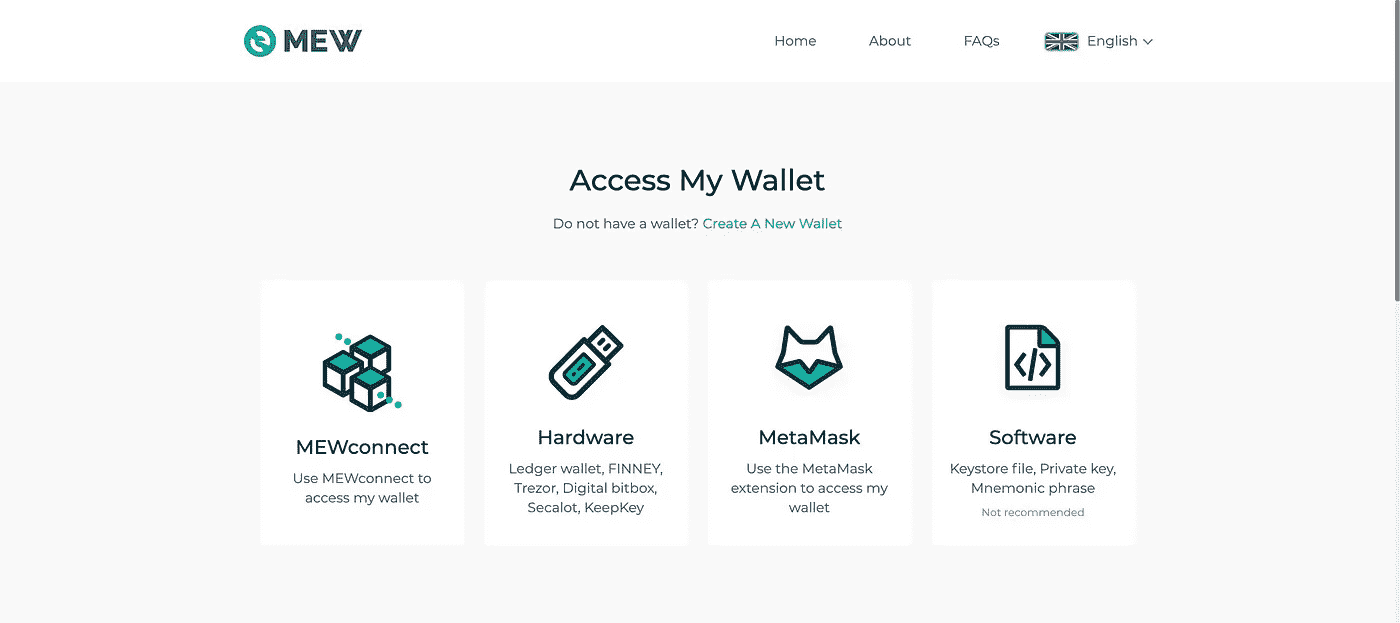 MEW
Home
About
FAQs
English
Access My Wallet
Do not have a wallet? Create A New Wallet
MEWconnect
Use MEWconnect to
access my wallet
Hardware
Ledger wallet, FINNEY,
Trezor, Digital bitbox,
Secalot, KeepKey
MetaMask
Use the MetaMask
extension to access my
wallet
Software
Keystore file, Private key,
Mnemonic phrase
Not recommended